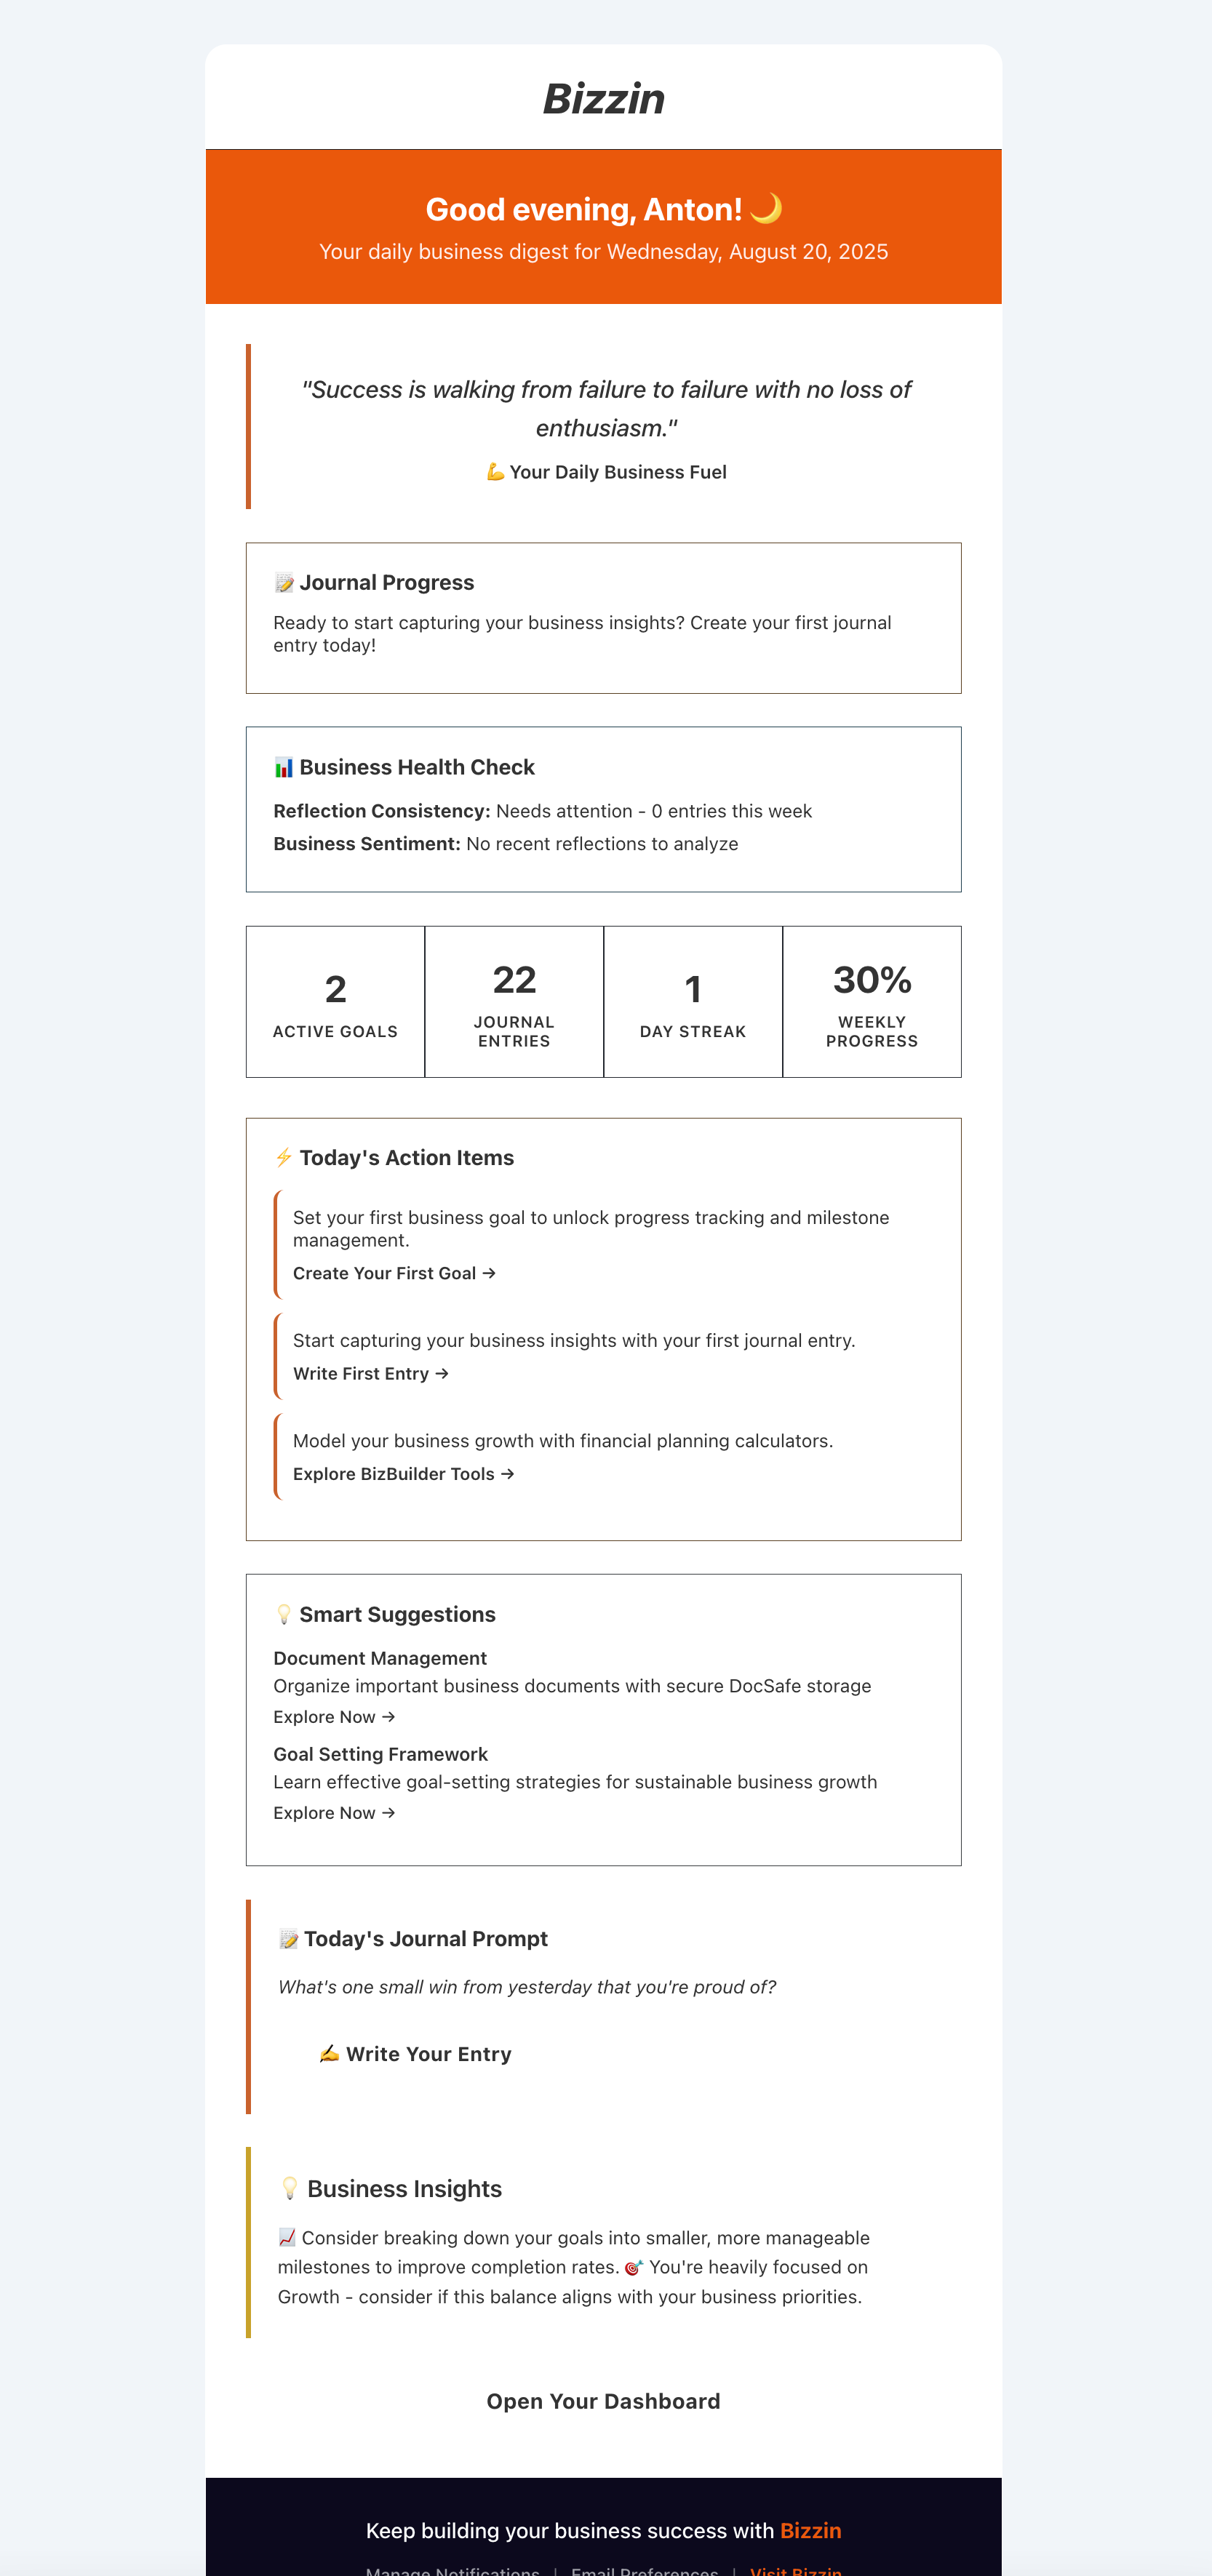 Bizzin
Good evening, Anton! 🌙
Your daily business digest for Wednesday, August 20, 2025
"Success is walking from failure to failure with no loss of
enthusiasm."
💪 Your Daily Business Fuel
📝 Journal Progress
Ready to start capturing your business insights? Create your first journal
entry today!
📊 Business Health Check
Reflection Consistency: Needs attention - 0 entries this week
Business Sentiment: No recent reflections to analyze
2
ACTIVE GOALS
22
JOURNAL
ENTRIES
1
DAY STREAK
30%
WEEKLY
PROGRESS
⚡ Today's Action Items
Set your first business goal to unlock progress tracking and milestone
management.
Create Your First Goal →
Start capturing your business insights with your first journal entry.
Write First Entry →
Model your business growth with financial planning calculators.
Explore BizBuilder Tools →
💡 Smart Suggestions
Document Management
Organize important business documents with secure DocSafe storage
Explore Now →
Goal Setting Framework
Learn effective goal-setting strategies for sustainable business growth
Explore Now →
📝 Today's Journal Prompt
What's one small win from yesterday that you're proud of?
✍️ Write Your Entry
💡 Business Insights
📈 Consider breaking down your goals into smaller, more manageable
milestones to improve completion rates. 🎯 You're heavily focused on
Growth - consider if this balance aligns with your business priorities.
Open Your Dashboard
Keep building your business success with Bizzin
Manage Notifications | Email Preferences | Visit Bizzin